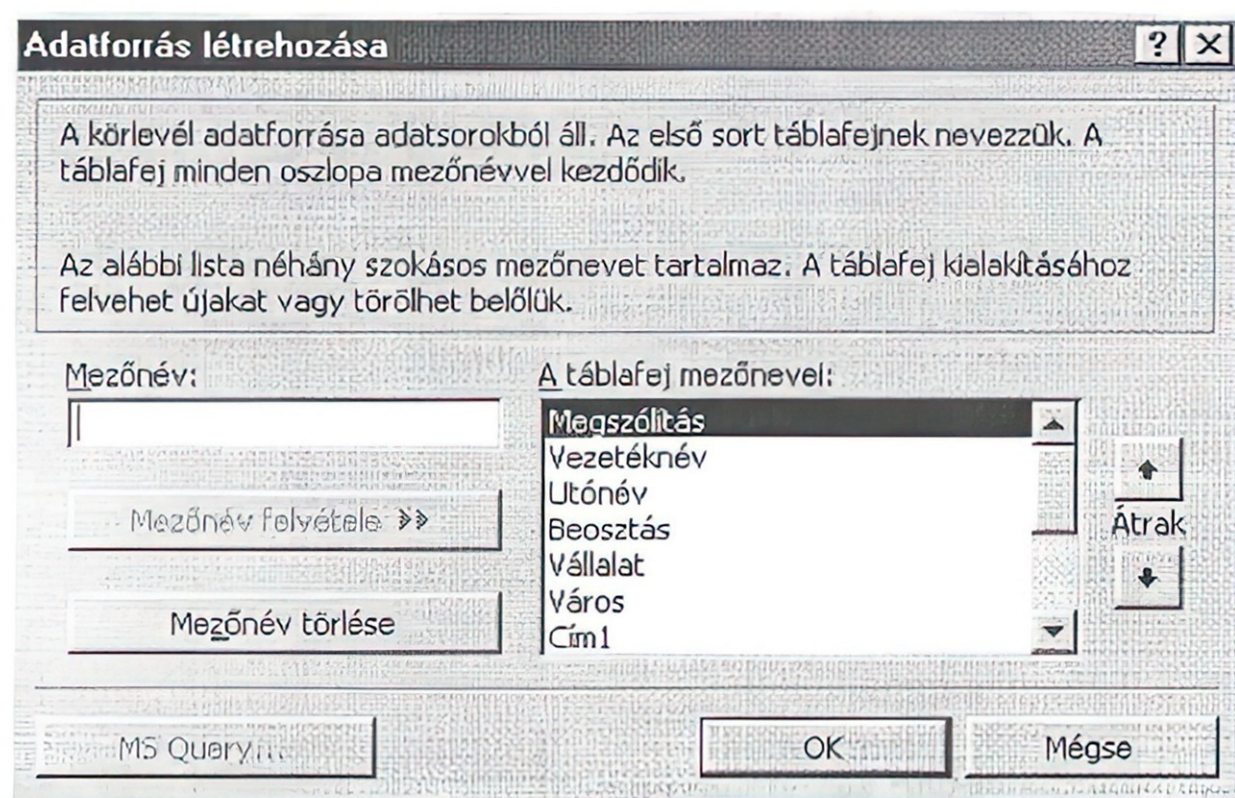 Adatforrás létrehozása
A körlevél adatforrása adatsorokból áll. Az első sort táblafejnek nevezzük. A
táblafej minden oszlopa mezőnévvel kezdődik.
Az alábbi lista néhány szokásos mezőnevet tartalmaz. A táblafej kialakításához
felvehet újakat vagy törölhet belőlük.
Mezőnév:
A táblafej mezőnevei:
Megszólítás
Vezetéknév
Utónév
Beosztás
Vállalat
Város
Cím1
Mezőnév felvétele >>
Mezőnév törlése
Átrak
MS Query...
OK
Mégse